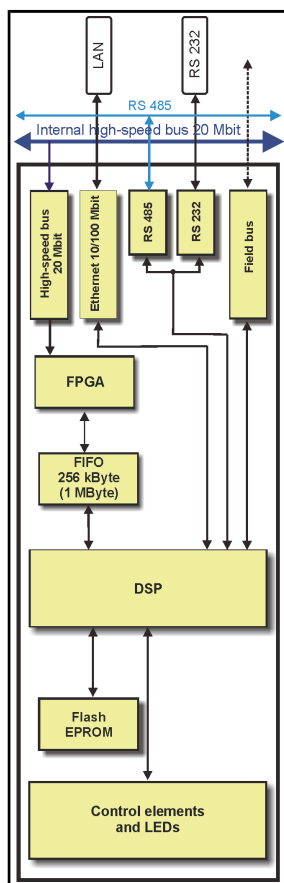 LAN
RS 232
RS 485
Internal high-speed bus 20 Mbit
High-speed bus
20 Mbit
Ethernet 10/100 Mbit
RS 485
RS 232
Field bus
FPGA
FIFO
256 kByte
(1 MByte)
DSP
Flash
EPROM
Control elements
and LEDs